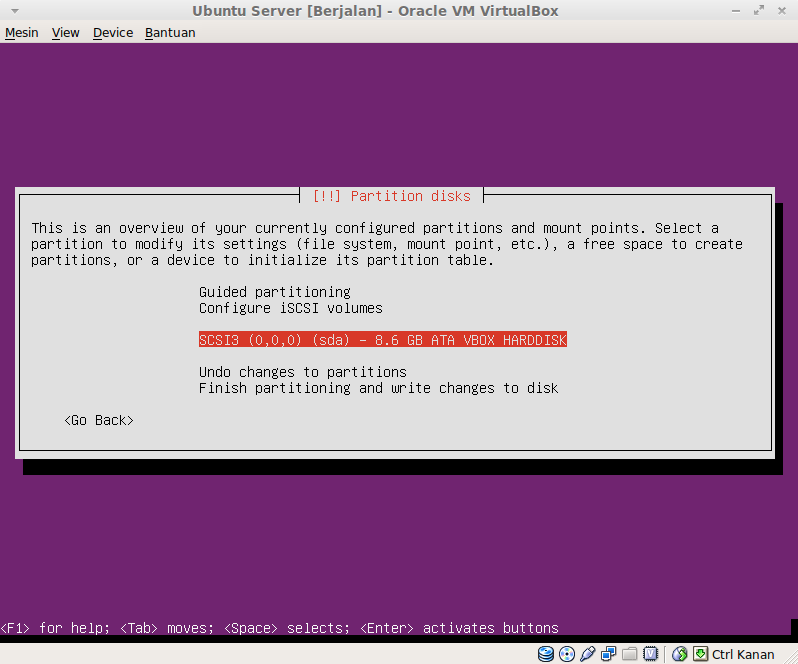 Ubuntu Server [Berjalan] - Oracle VM VirtualBox
Mesin View Device Bantuan
[!!] Partition disks
This is an overview of your currently configured partitions and mount points. Select a
partition to modify its settings (file system, mount point, etc.), a free space to create
partitions, or a device to initialize its partition table.
Guided partitioning
Configure iSCSI volumes
SCSI3 (0,0,0) (sda) - 8.6 GB ATA VBOX HARDDISK
Undo changes to partitions
Finish partitioning and write changes to disk
<Go Back>
<F1> for help; <Tab> moves; <Space> selects; <Enter> activates buttons
Ctrl Kanan